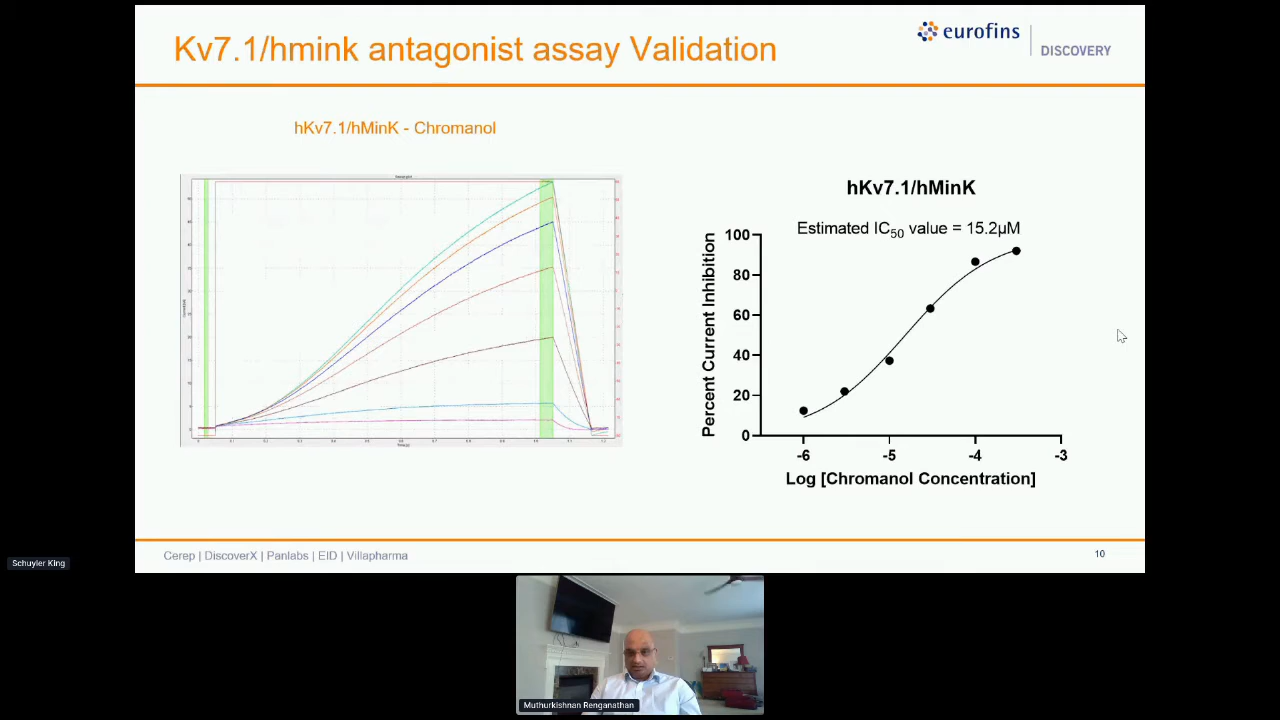 Kv7.1/hmink antagonist assay Validation
eurofins
DISCOVERY
hKv7.1/hMinK - Chromanol
hKv7.1/hMinK
Estimated IC50 value = 15.2µM
Percent Current Inhibition
100
80
60
40
20
0
-6 -5 -4 -3
Log [Chromanol Concentration]
Cerep | DiscoverX | Panlabs | EID | Villapharma
10
Schuyler King
Muthurkishnan Renganathan